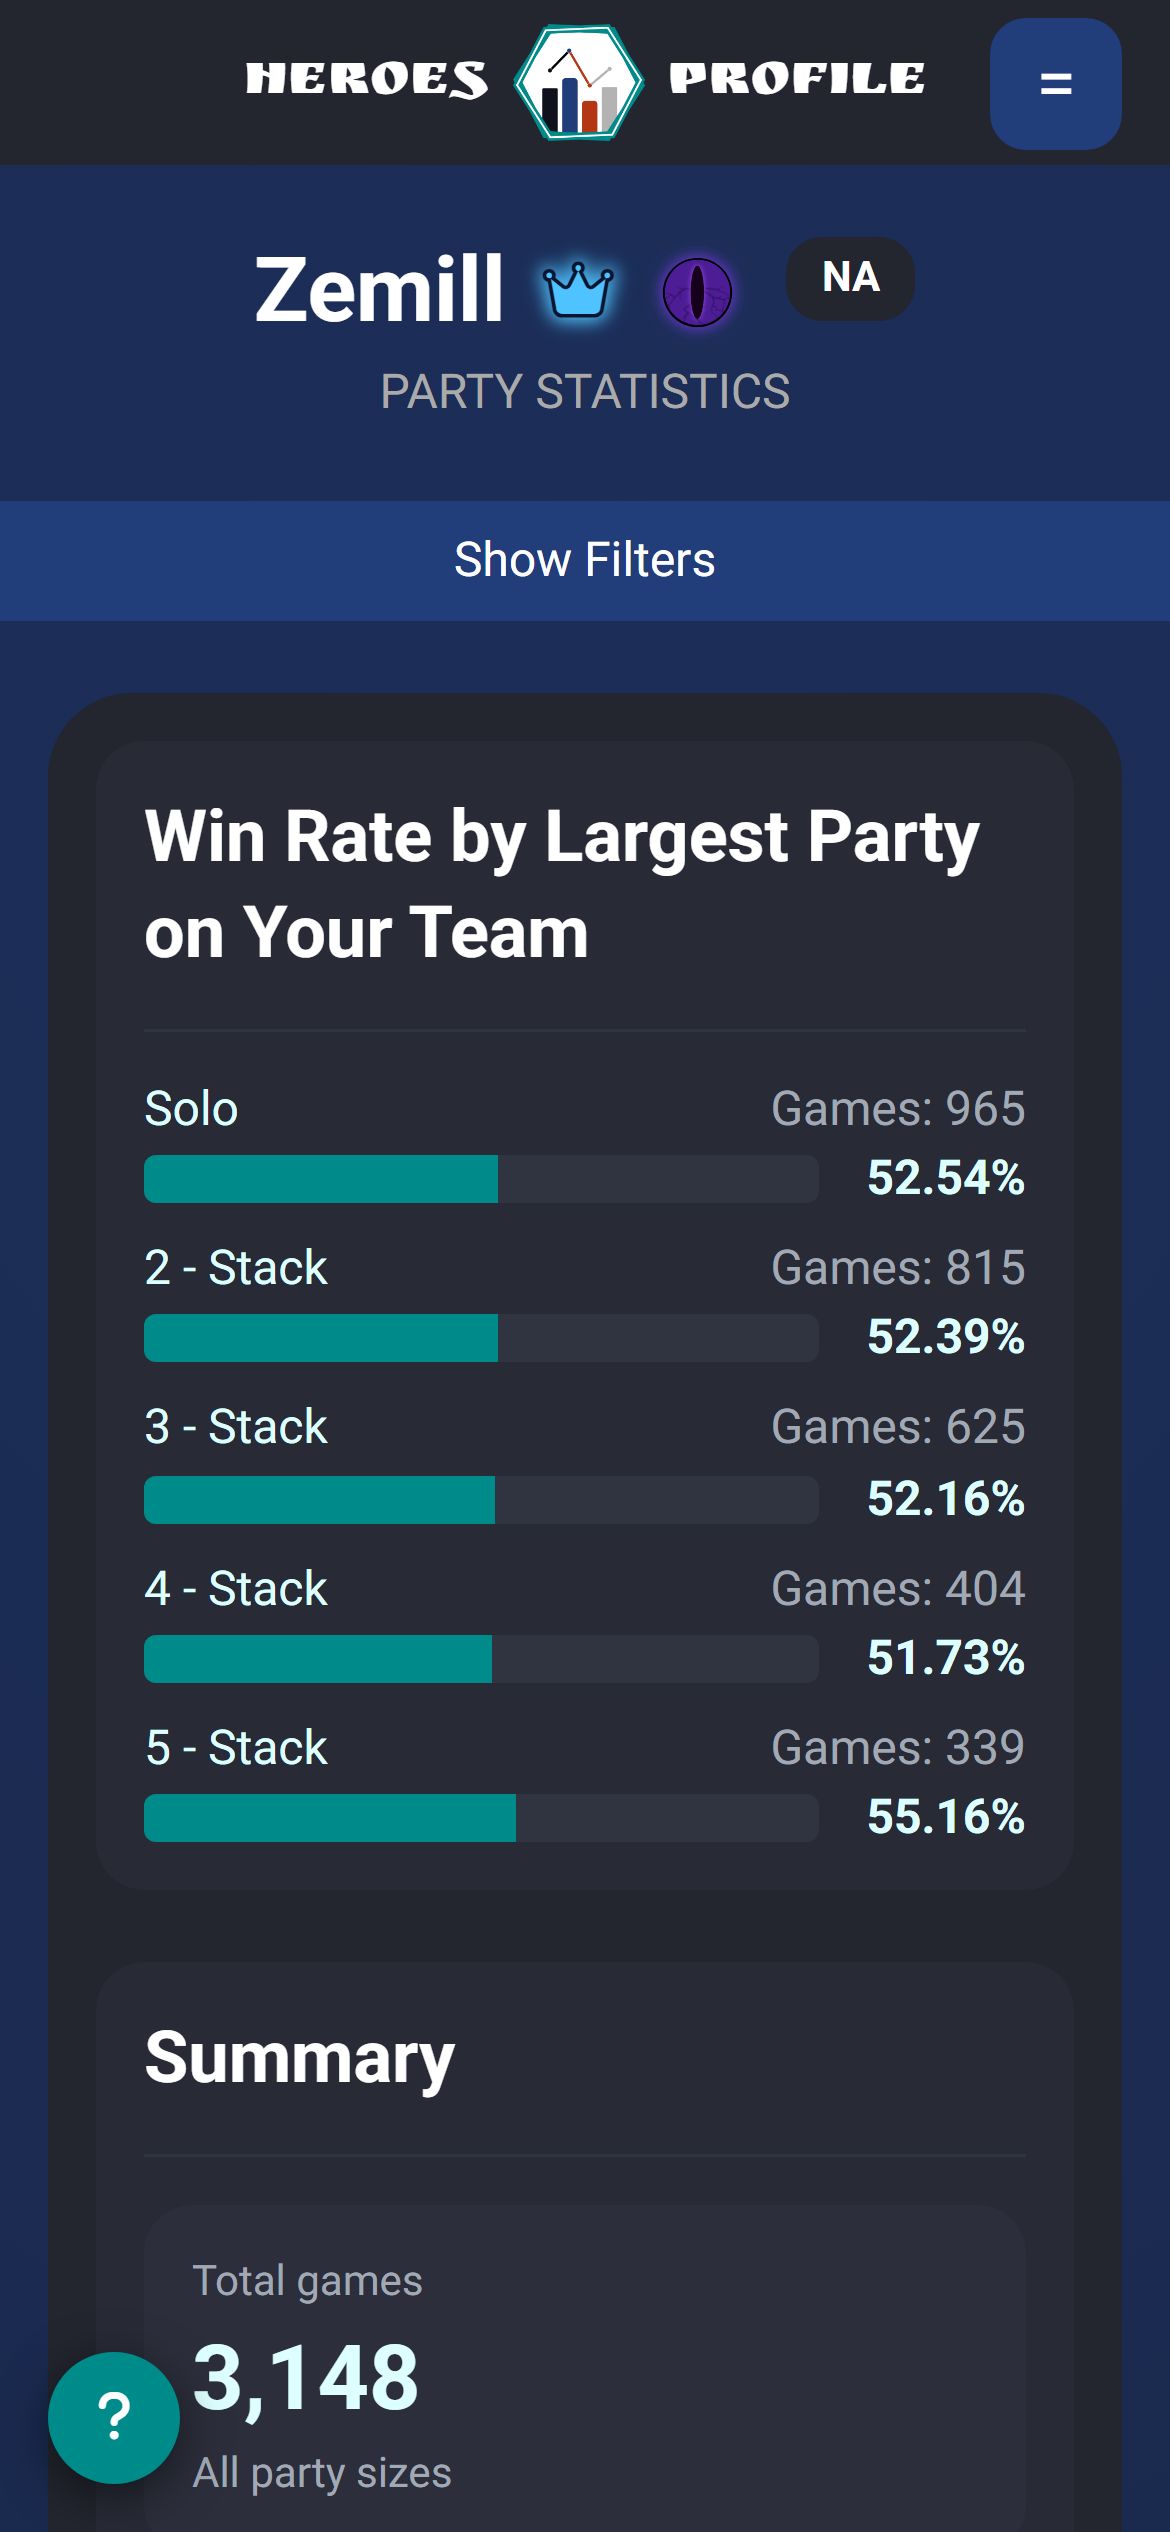 HEROES PROFILE
=
Zemill NA
PARTY STATISTICS
Show Filters
Win Rate by Largest Party
on Your Team
Solo Games: 965
52.54%
2 - Stack Games: 815
52.39%
3 - Stack Games: 625
52.16%
4 - Stack Games: 404
51.73%
5 - Stack Games: 339
55.16%
Summary
Total games
3,148
?
All party sizes